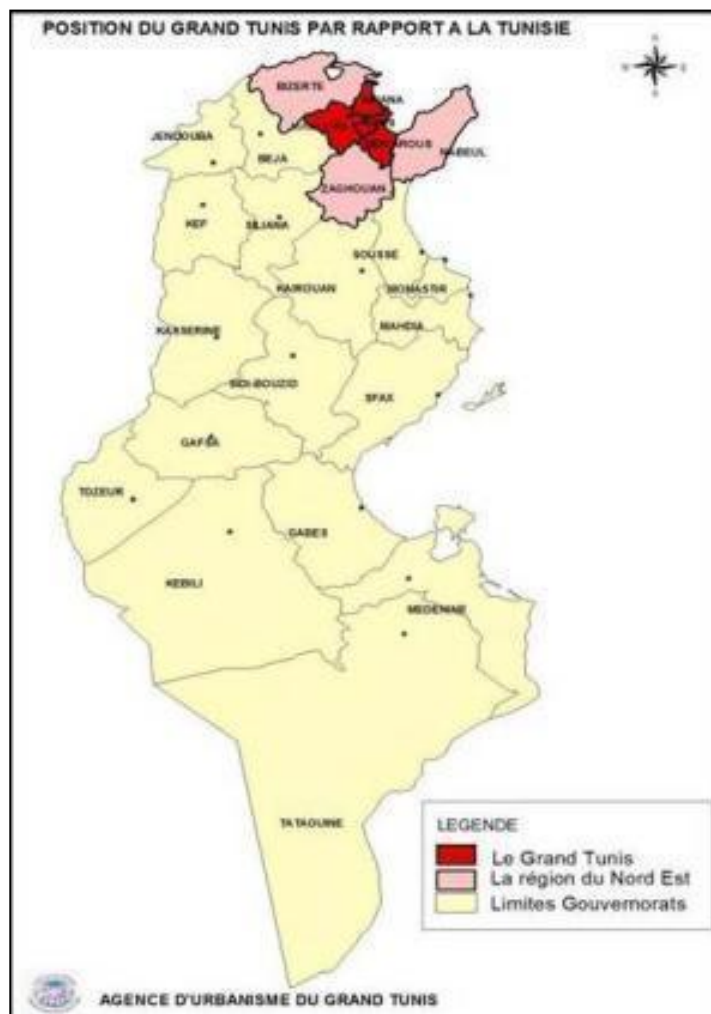 POSITION DU GRAND TUNIS PAR RAPPORT A LA TUNISIE
BIZERTE
JENDOUBA
BEJA
NABEUL
ZAGHOUAN
KEF
SILIANA
SOUSSE
KAIROUAN
MONASTIR
MAHDIA
KASSERINE
SIDI-BOUZID
SFAX
GAFSA
TOZEUR
GABES
KEBILI
MEDENINE
TATAOUINE
LEGENDE
Le Grand Tunis
La région du Nord Est
Limites Gouvernorats
AGENCE D'URBANISME DU GRAND TUNIS